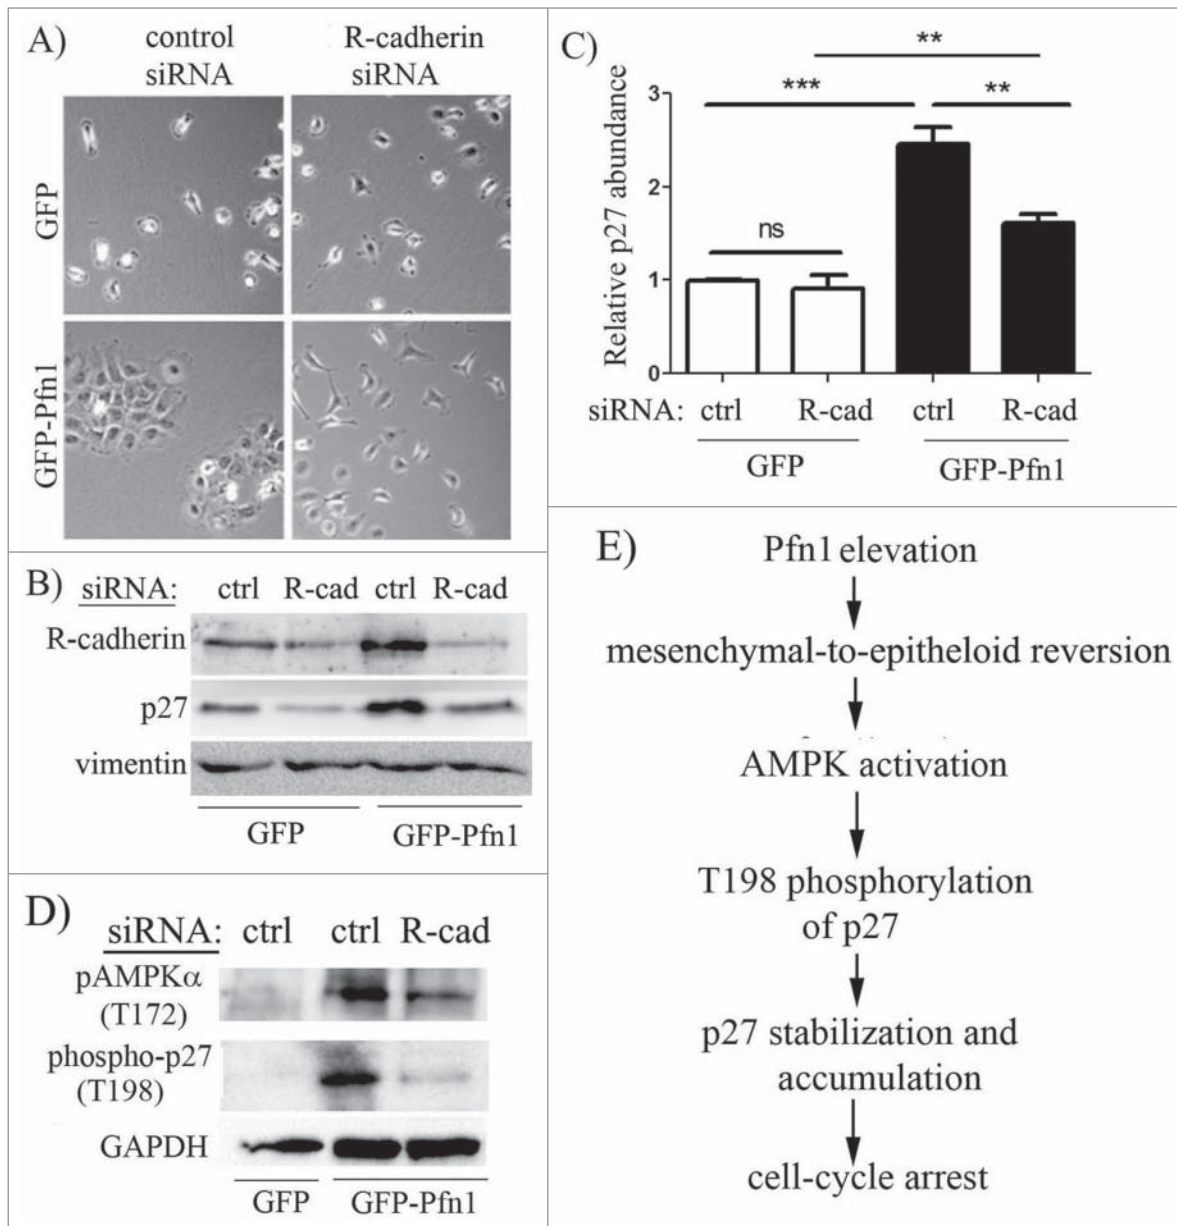 A)
control
siRNA
R-cadherin
siRNA
GFP
GFP-Pfn1
B)
siRNA: ctrl R-cad ctrl R-cad
R-cadherin
p27
vimentin
GFP GFP-Pfn1
C)
Relative p27 abundance
3
2
1
0
**
*** **
ns
siRNA: ctrl R-cad ctrl R-cad
GFP GFP-Pfn1
D)
siRNA: ctrl ctrl R-cad
pAMPKα
(T172)
phospho-p27
(T198)
GAPDH
GFP GFP-Pfn1
E)
Pfn1 elevation
mesenchymal-to-epitheloid reversion
AMPK activation
T198 phosphorylation
of p27
p27 stabilization and
accumulation
cell-cycle arrest